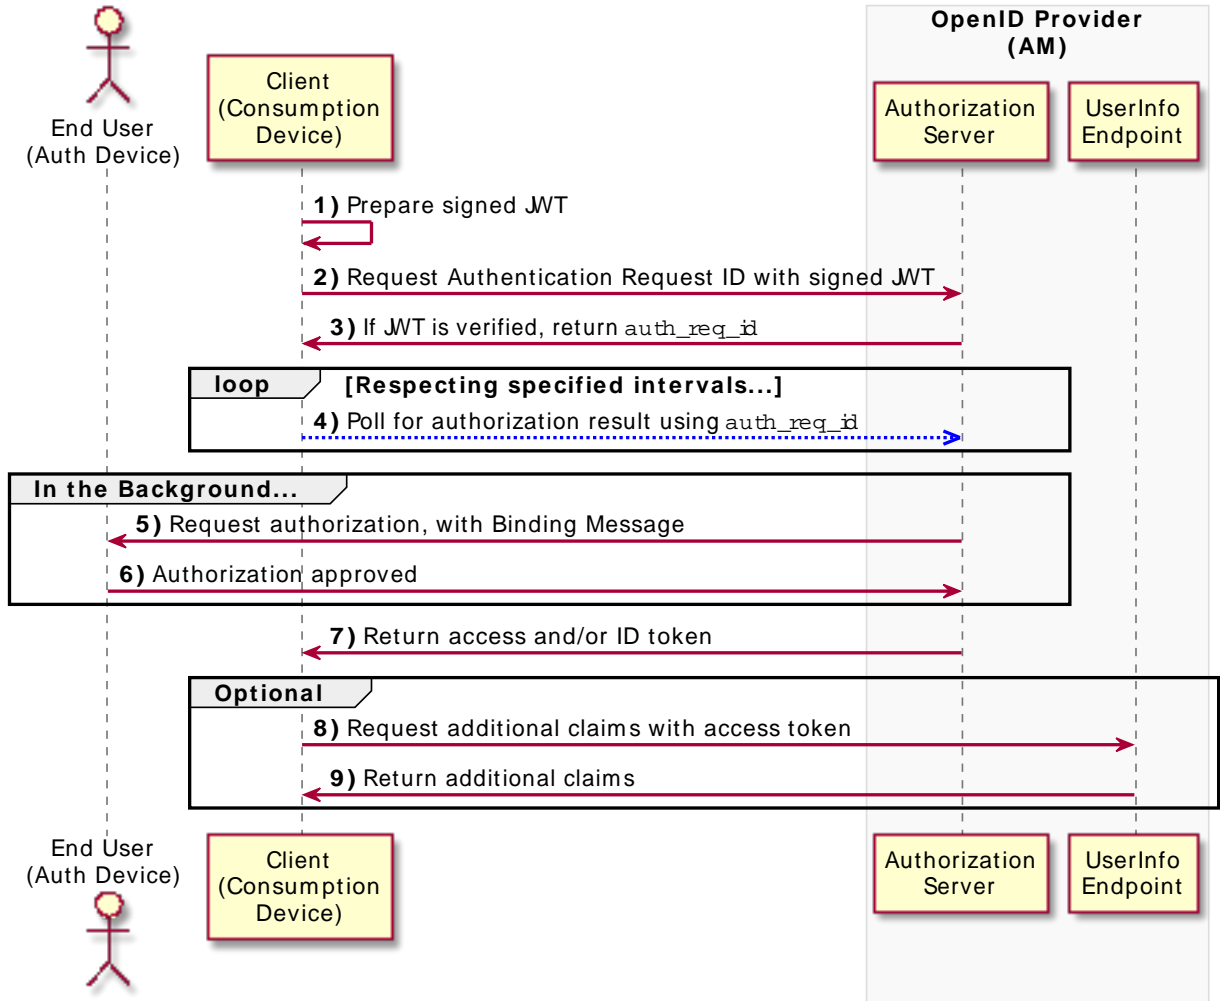 OpenID Provider
(AM)
End User
(Auth Device)
Client
(Consumption
Device)
Authorization
Server
UserInfo
Endpoint
1) Prepare signed JWT
2) Request Authentication Request ID with signed JWT
3) If JWT is verified, return auth_req_id
loop [Respecting specified intervals...]
4) Poll for authorization result using auth_req_id
In the Background...
5) Request authorization, with Binding Message
6) Authorization approved
7) Return access and/or ID token
Optional
8) Request additional claims with access token
9) Return additional claims
End User
(Auth Device)
Client
(Consumption
Device)
Authorization
Server
UserInfo
Endpoint